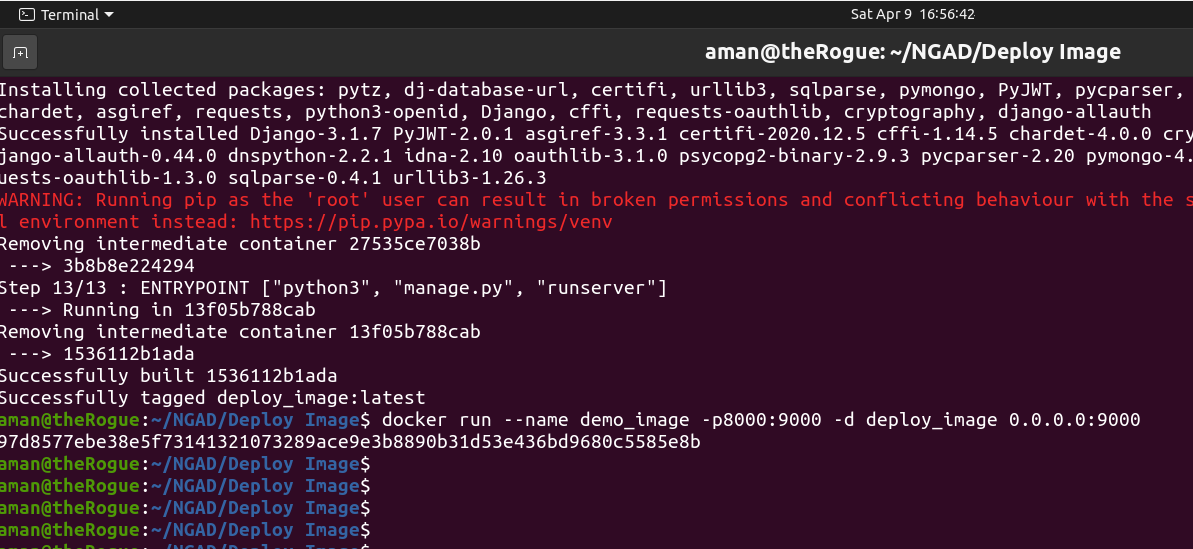 Terminal
Sat Apr 9 16:56:42
aman@theRogue: ~/NGAD/Deploy Image
Installing collected packages: pytz, dj-database-url, certifi, urllib3, sqlparse, pymongo, PyJWT, pycparser,
chardet, asgiref, requests, python3-openid, Django, cffi, requests-oauthlib, cryptography, django-allauth
Successfully installed Django-3.1.7 PyJWT-2.0.1 asgiref-3.3.1 certifi-2020.12.5 cffi-1.14.5 chardet-4.0.0 cry
jango-allauth-0.44.0 dnspython-2.2.1 idna-2.10 oauthlib-3.1.0 psycopg2-binary-2.9.3 pycparser-2.20 pymongo-4.
uests-oauthlib-1.3.0 sqlparse-0.4.1 urllib3-1.26.3
WARNING: Running pip as the 'root' user can result in broken permissions and conflicting behaviour with the s
l environment instead: https://pip.pypa.io/warnings/venv
Removing intermediate container 27535ce7038b
---> 3b8b8e224294
Step 13/13 : ENTRYPOINT ["python3", "manage.py", "runserver"]
---> Running in 13f05b788cab
Removing intermediate container 13f05b788cab
---> 1536112b1ada
Successfully built 1536112b1ada
Successfully tagged deploy_image:latest
aman@theRogue:~/NGAD/Deploy Image$ docker run --name demo_image -p8000:9000 -d deploy_image 0.0.0.0:9000
97d8577ebe38e5f73141321073289ace9e3b8890b31d53e436bd9680c5585e8b
aman@theRogue:~/NGAD/Deploy Image$
aman@theRogue:~/NGAD/Deploy Image$
aman@theRogue:~/NGAD/Deploy Image$
aman@theRogue:~/NGAD/Deploy Image$
aman@theRogue:~/NGAD/Deploy Image$